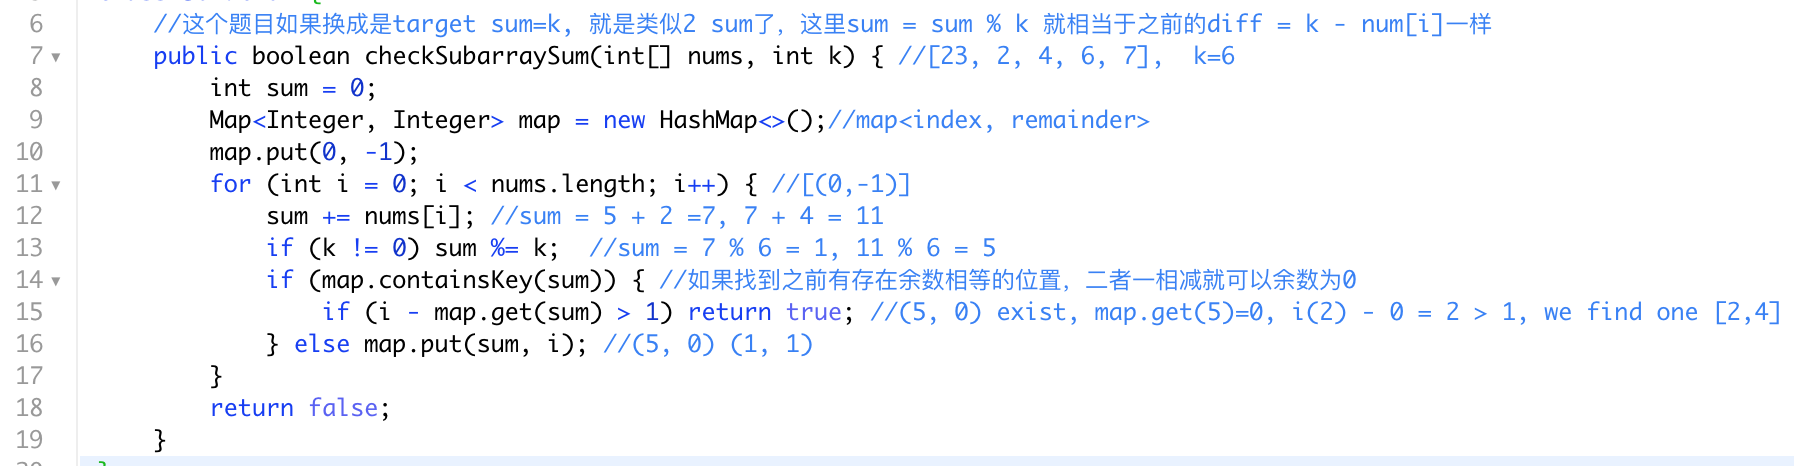 6 //这个题目如果换成是target sum=k, 就是类似2 sum了, 这里sum = sum % k 就相当于之前的diff = k - num[i]一样
7 public boolean checkSubarraySum(int[] nums, int k) { //[23, 2, 4, 6, 7],  k=6
8 int sum = 0;
9 Map<Integer, Integer> map = new HashMap<>();//map<index, remainder>
10 map.put(0, -1);
11 for (int i = 0; i < nums.length; i++) { //[(0,-1)]
12 sum += nums[i]; //sum = 5 + 2 =7, 7 + 4 = 11
13 if (k != 0) sum %= k;  //sum = 7 % 6 = 1, 11 % 6 = 5
14 if (map.containsKey(sum)) { //如果找到之前有存在余数相等的位置, 二者一相减就可以余数为0
15 if (i - map.get(sum) > 1) return true; //(5, 0) exist, map.get(5)=0, i(2) - 0 = 2 > 1, we find one [2,4]
16 } else map.put(sum, i); //(5, 0) (1, 1)
17 }
18 return false;
19 }